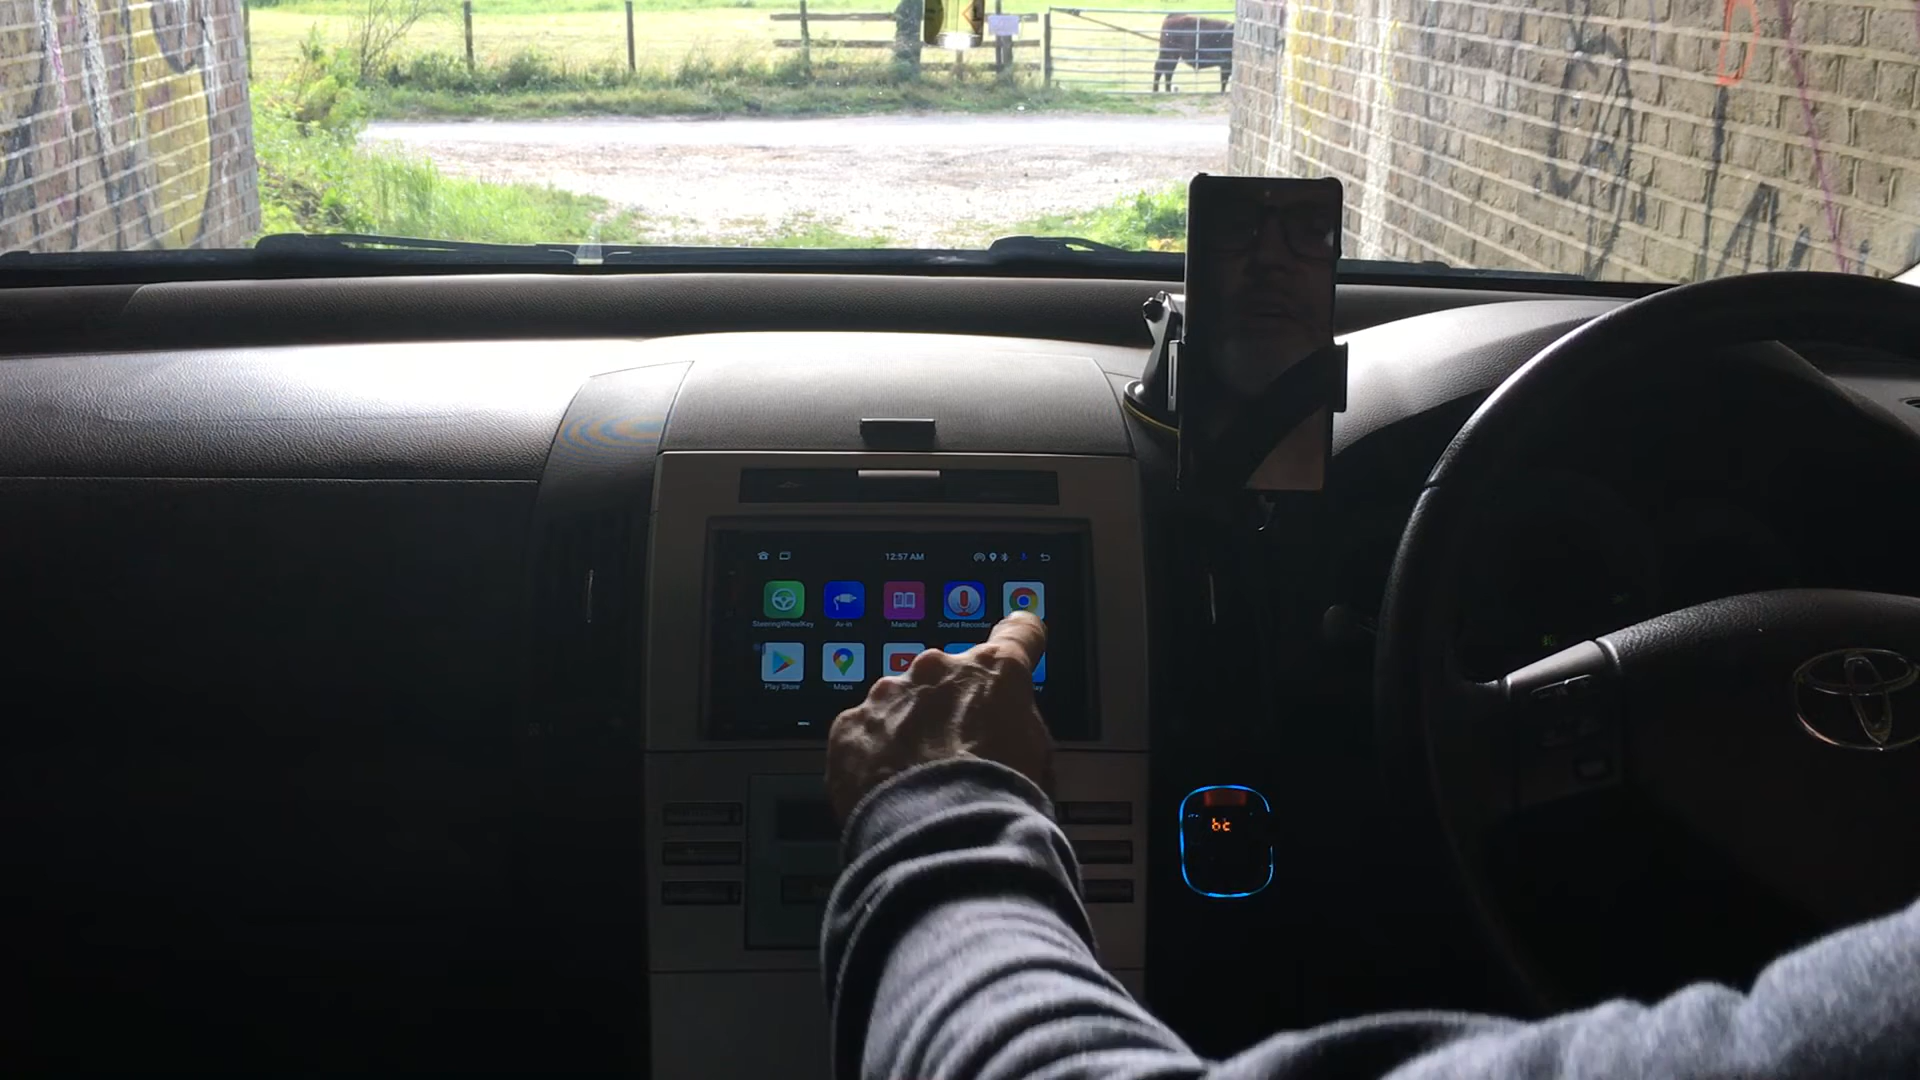 12:57 AM
SteeringWheelKey
Av-in
Manual
Sound Recorder
Play Store
Maps
bc